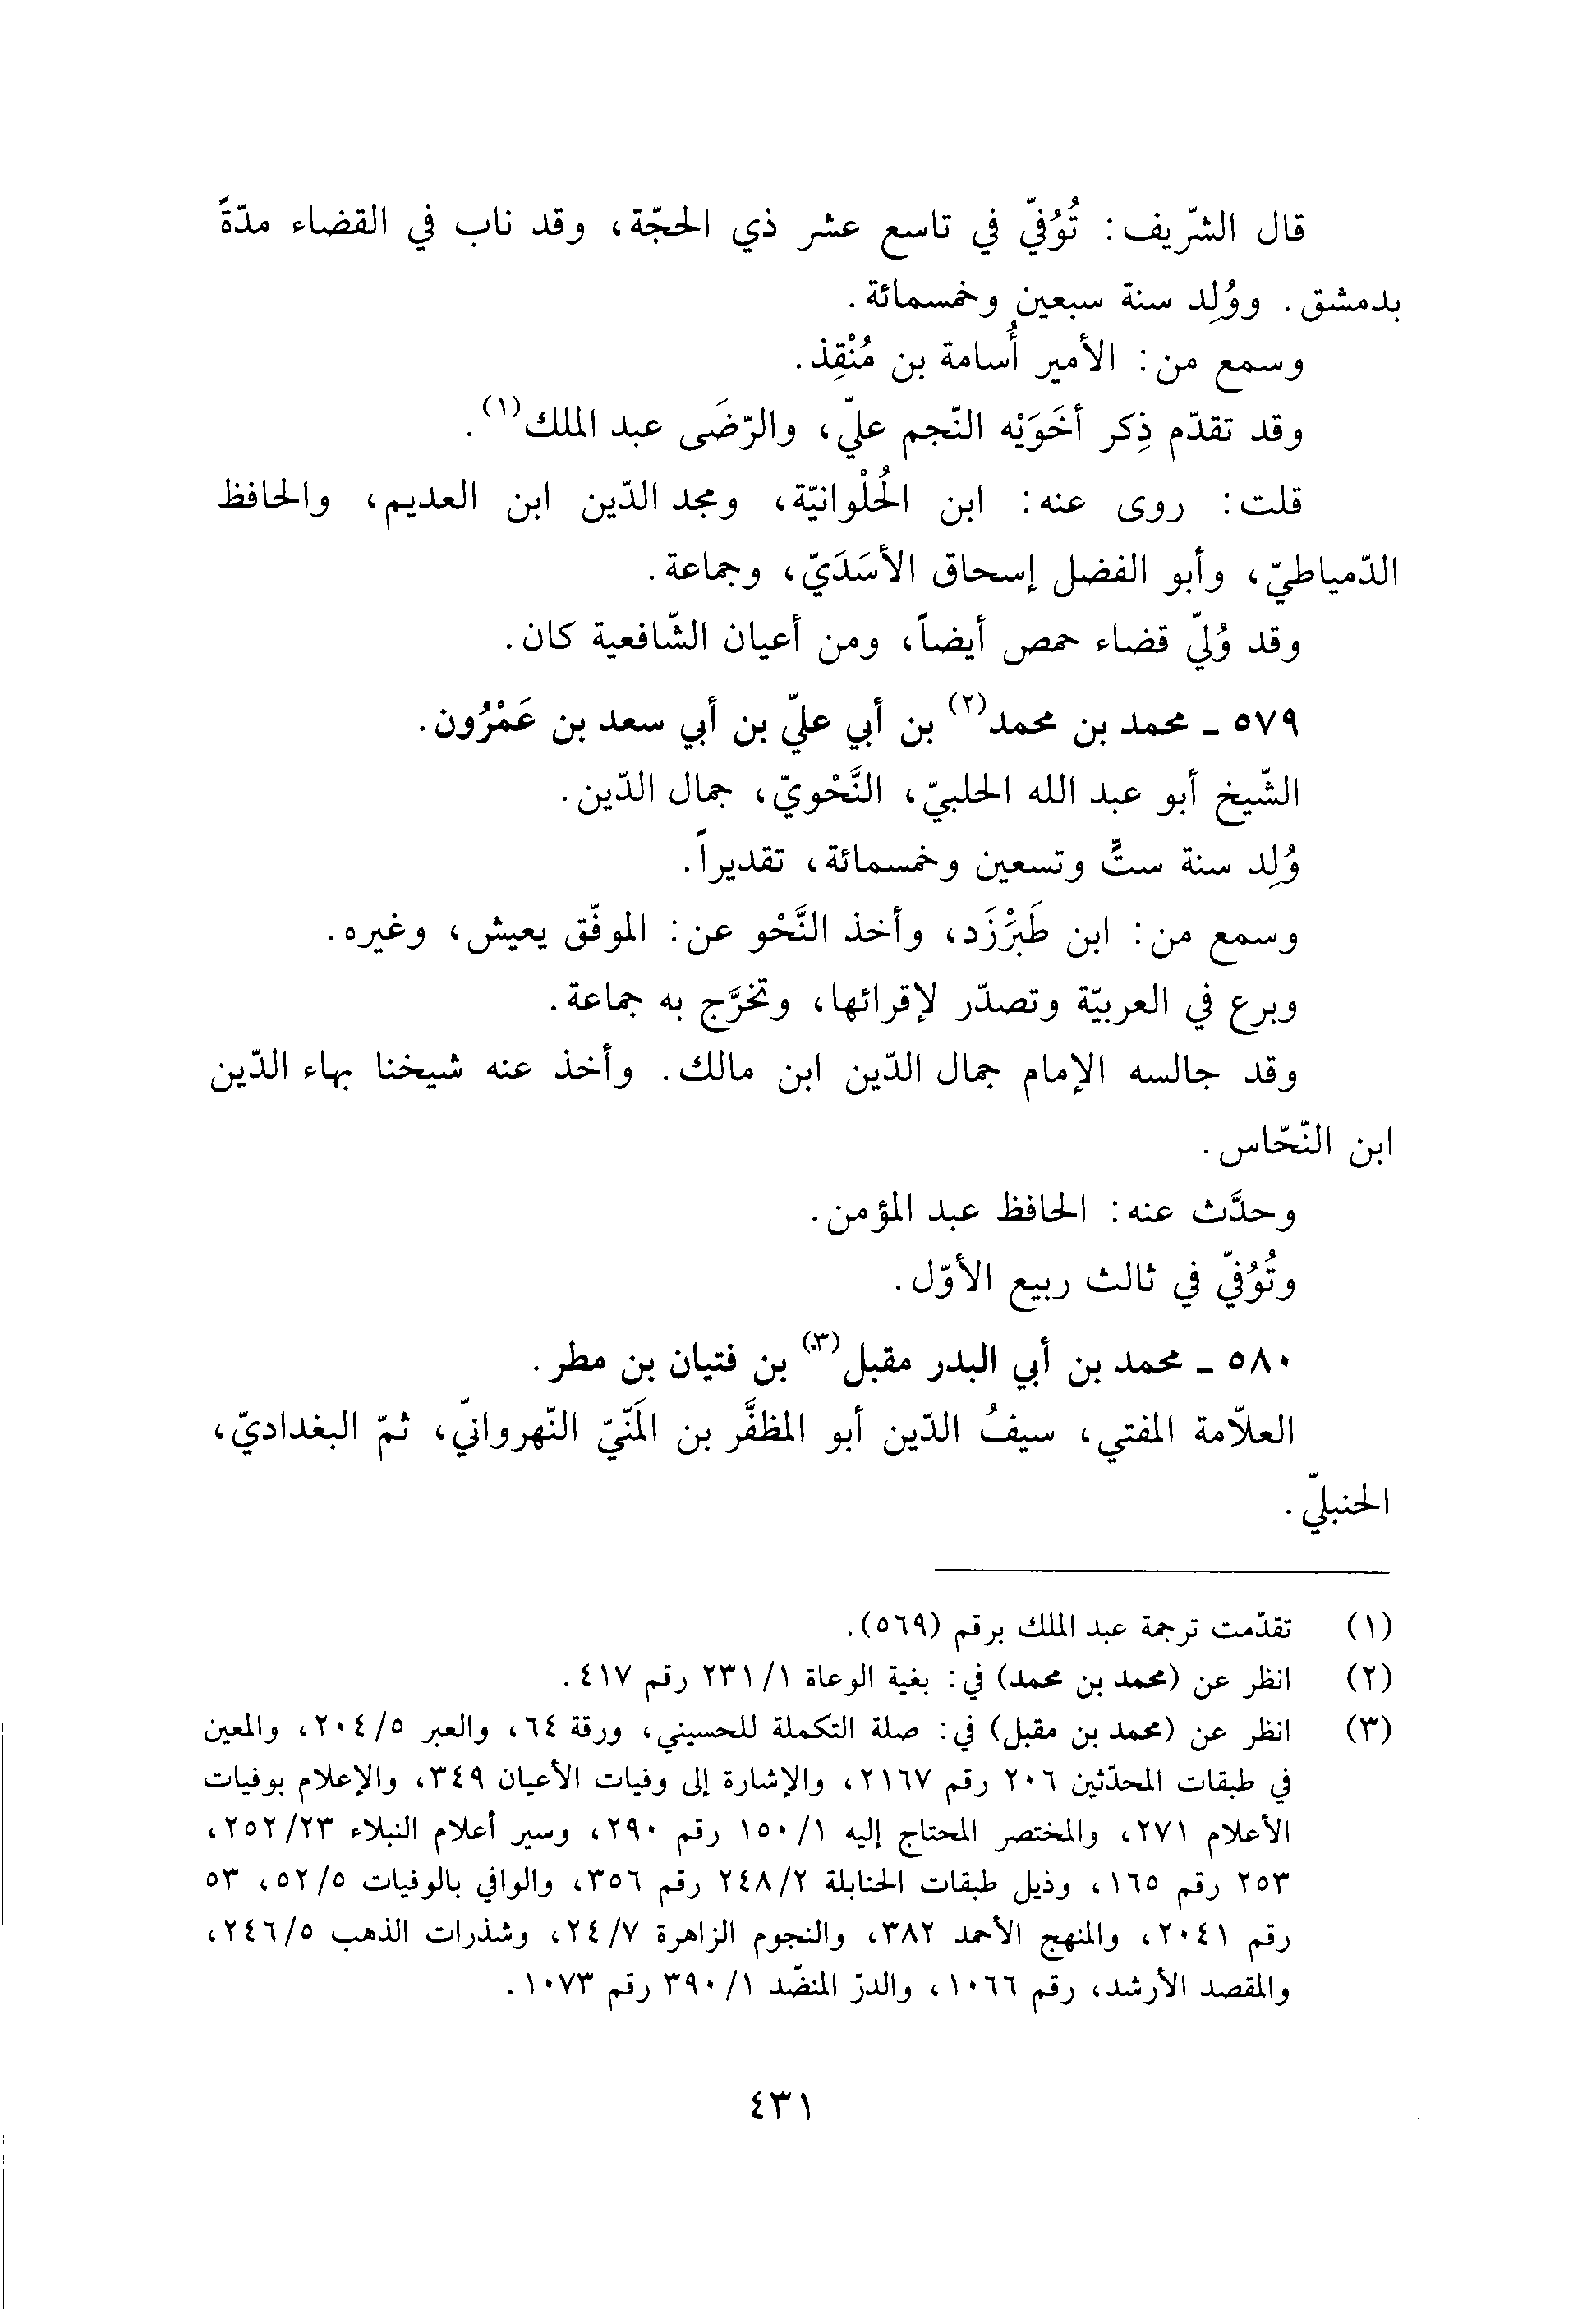 قال الشّريف: تُوُفّي في تاسع عشر ذي الحجّة، وقد ناب في القضاء مدّةً
بدمشق. ووُلِد سنة سبعين وخمسمائة.
وسمع من: الأمير أُسامة بن مُنْقِذ.
وقد تقدّم ذِكر أخَوَيْه النّجم عليّ، والرّضَى عبد الملك(١).
قلت: روى عنه: ابن الحُلْوانيّة، ومجد الدّين ابن العديم، والحافظ
الدّمياطيّ، وأبو الفضل إسحاق الأسَدَيّ، وجماعة.
وقد وُلّي قضاء حمص أيضاً، ومن أعيان الشّافعية كان.
٥٧٩ ـ محمد بن محمد(٢) بن أبي عليّ بن أبي سعد بن عَمْرُون.
الشّيخ أبو عبد الله الحلبيّ، النَّحْويّ، جمال الدّين.
وُلِد سنة ستٍّ وتسعين وخمسمائة، تقديراً.
وسمع من: ابن طَبَرْزَد، وأخذ النَّحْو عن: الموفّق يعيش، وغيره.
وبرع في العربيّة وتصدّر لإقرائها، وتخرَّج به جماعة.
وقد جالسه الإمام جمال الدّين ابن مالك. وأخذ عنه شيخنا بهاء الدّين
ابن النّحّاس.
وحدَّث عنه: الحافظ عبد المؤمن.
وتُوُفّي في ثالث ربيع الأوّل.
٥٨٠ ـ محمد بن أبي البدر مقبل(٣) بن فتيان بن مطر.
العلاّمة المفتي، سيفُ الدّين أبو المظفَّر بن المَنّيّ النّهروانيّ، ثمّ البغداديّ،
الحنبليّ.
(١) تقدّمت ترجمة عبد الملك برقم (٥٦٩).
(٢) انظر عن (محمد بن محمد) في: بغية الوعاة ٢٣١/١ رقم ٤١٧.
(٣) انظر عن (محمد بن مقبل) في: صلة التكملة للحسيني، ورقة ٦٤، والعبر ٢٠٤/٥، والمعين
في طبقات المحدّثين ٢٠٦ رقم ٢١٦٧، والإشارة إلى وفيات الأعيان ٣٤٩، والإعلام بوفيات
الأعلام ٢٧١، والمختصر المحتاج إليه ١٥٠/١ رقم ٢٩٠، وسير أعلام النبلاء ٢٥٢/٢٣،
٢٥٣ رقم ١٦٥، وذيل طبقات الحنابلة ٢٤٨/٢ رقم ٣٥٦، والوافي بالوفيات ٥٢/٥، ٥٣
رقم ٢٠٤١، والمنهج الأحمد ٣٨٢، والنجوم الزاهرة ٢٤/٧، وشذرات الذهب ٢٤٦/٥،
والمقصد الأرشد، رقم ١٠٦٦، والدرّ المنضّد ٣٩٠/١ رقم ١٠٧٣.
٤٣١